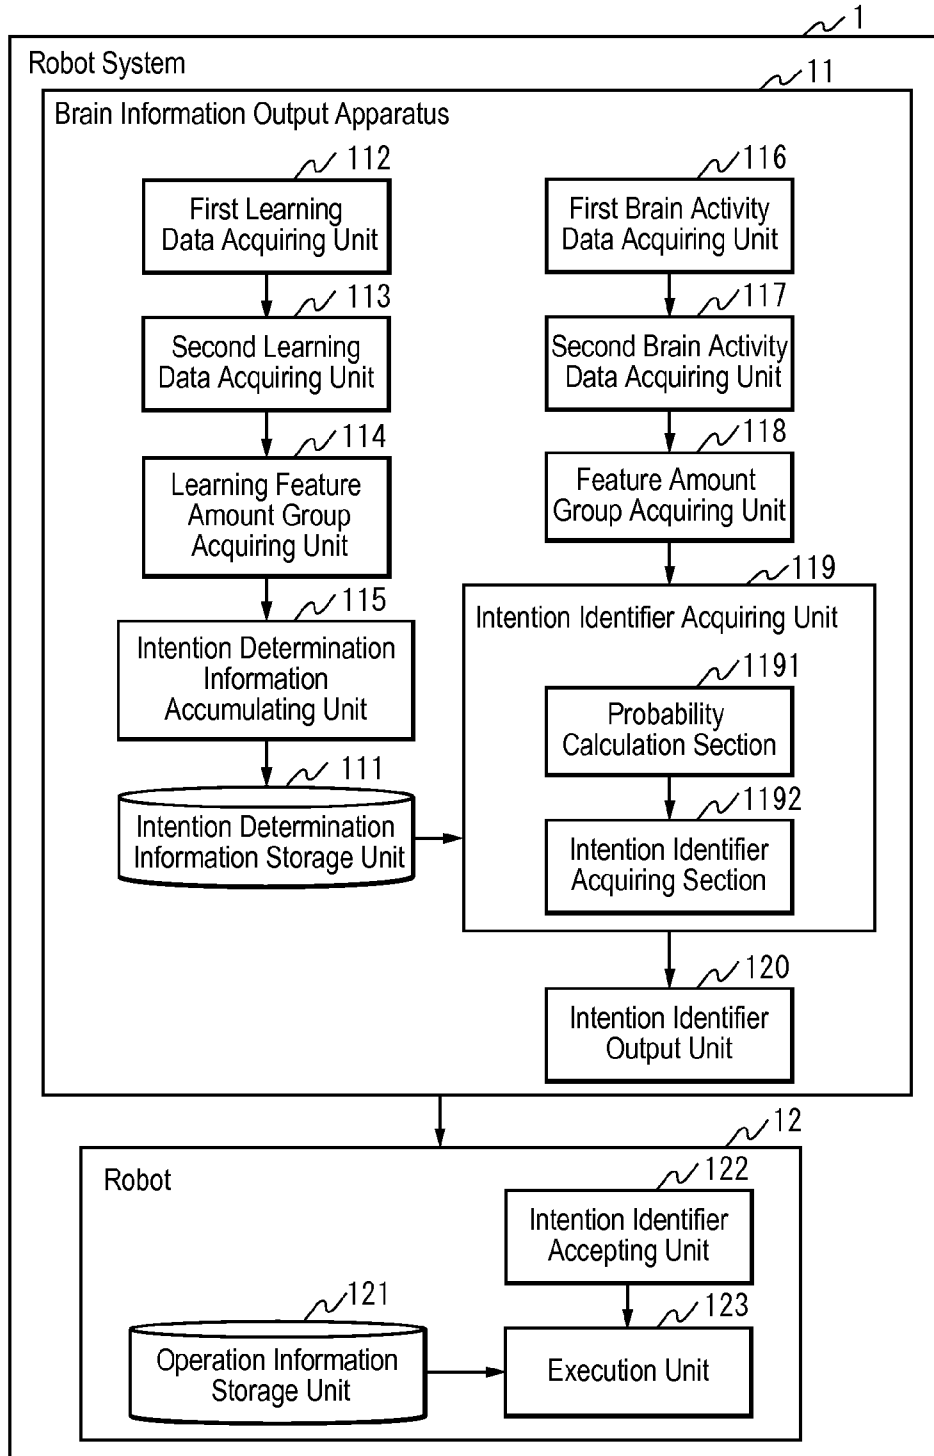 1
Robot System
11
Brain Information Output Apparatus
112
First Learning
Data Acquiring Unit
113
Second Learning
Data Acquiring Unit
114
Learning Feature
Amount Group
Acquiring Unit
115
Intention Determination
Information
Accumulating Unit
111
Intention Determination
Information Storage Unit
116
First Brain Activity
Data Acquiring Unit
117
Second Brain Activity
Data Acquiring Unit
118
Feature Amount
Group Acquiring Unit
119
Intention Identifier Acquiring Unit
1191
Probability
Calculation Section
1192
Intention Identifier
Acquiring Section
120
Intention Identifier
Output Unit
12
Robot
122
Intention Identifier
Accepting Unit
121
Operation Information
Storage Unit
123
Execution Unit